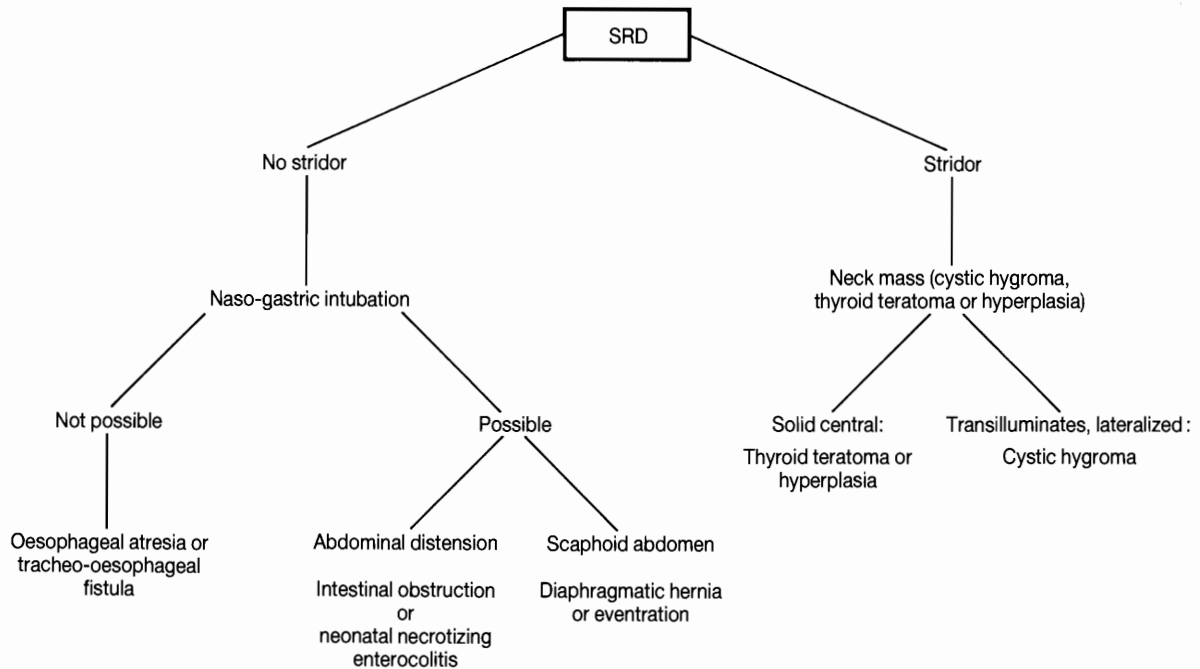 SRD
No stridor
Stridor
Naso-gastric intubation
Neck mass (cystic hygroma,
thyroid teratoma or hyperplasia)
Not possible
Possible
Solid central:
Thyroid teratoma or
hyperplasia
Transilluminates, lateralized :
Cystic hygroma
Oesophageal atresia or
tracheo-oesophageal
fistula
Abdominal distension
Intestinal obstruction
or
neonatal necrotizing
enterocolitis
Scaphoid abdomen
Diaphragmatic hernia
or eventration